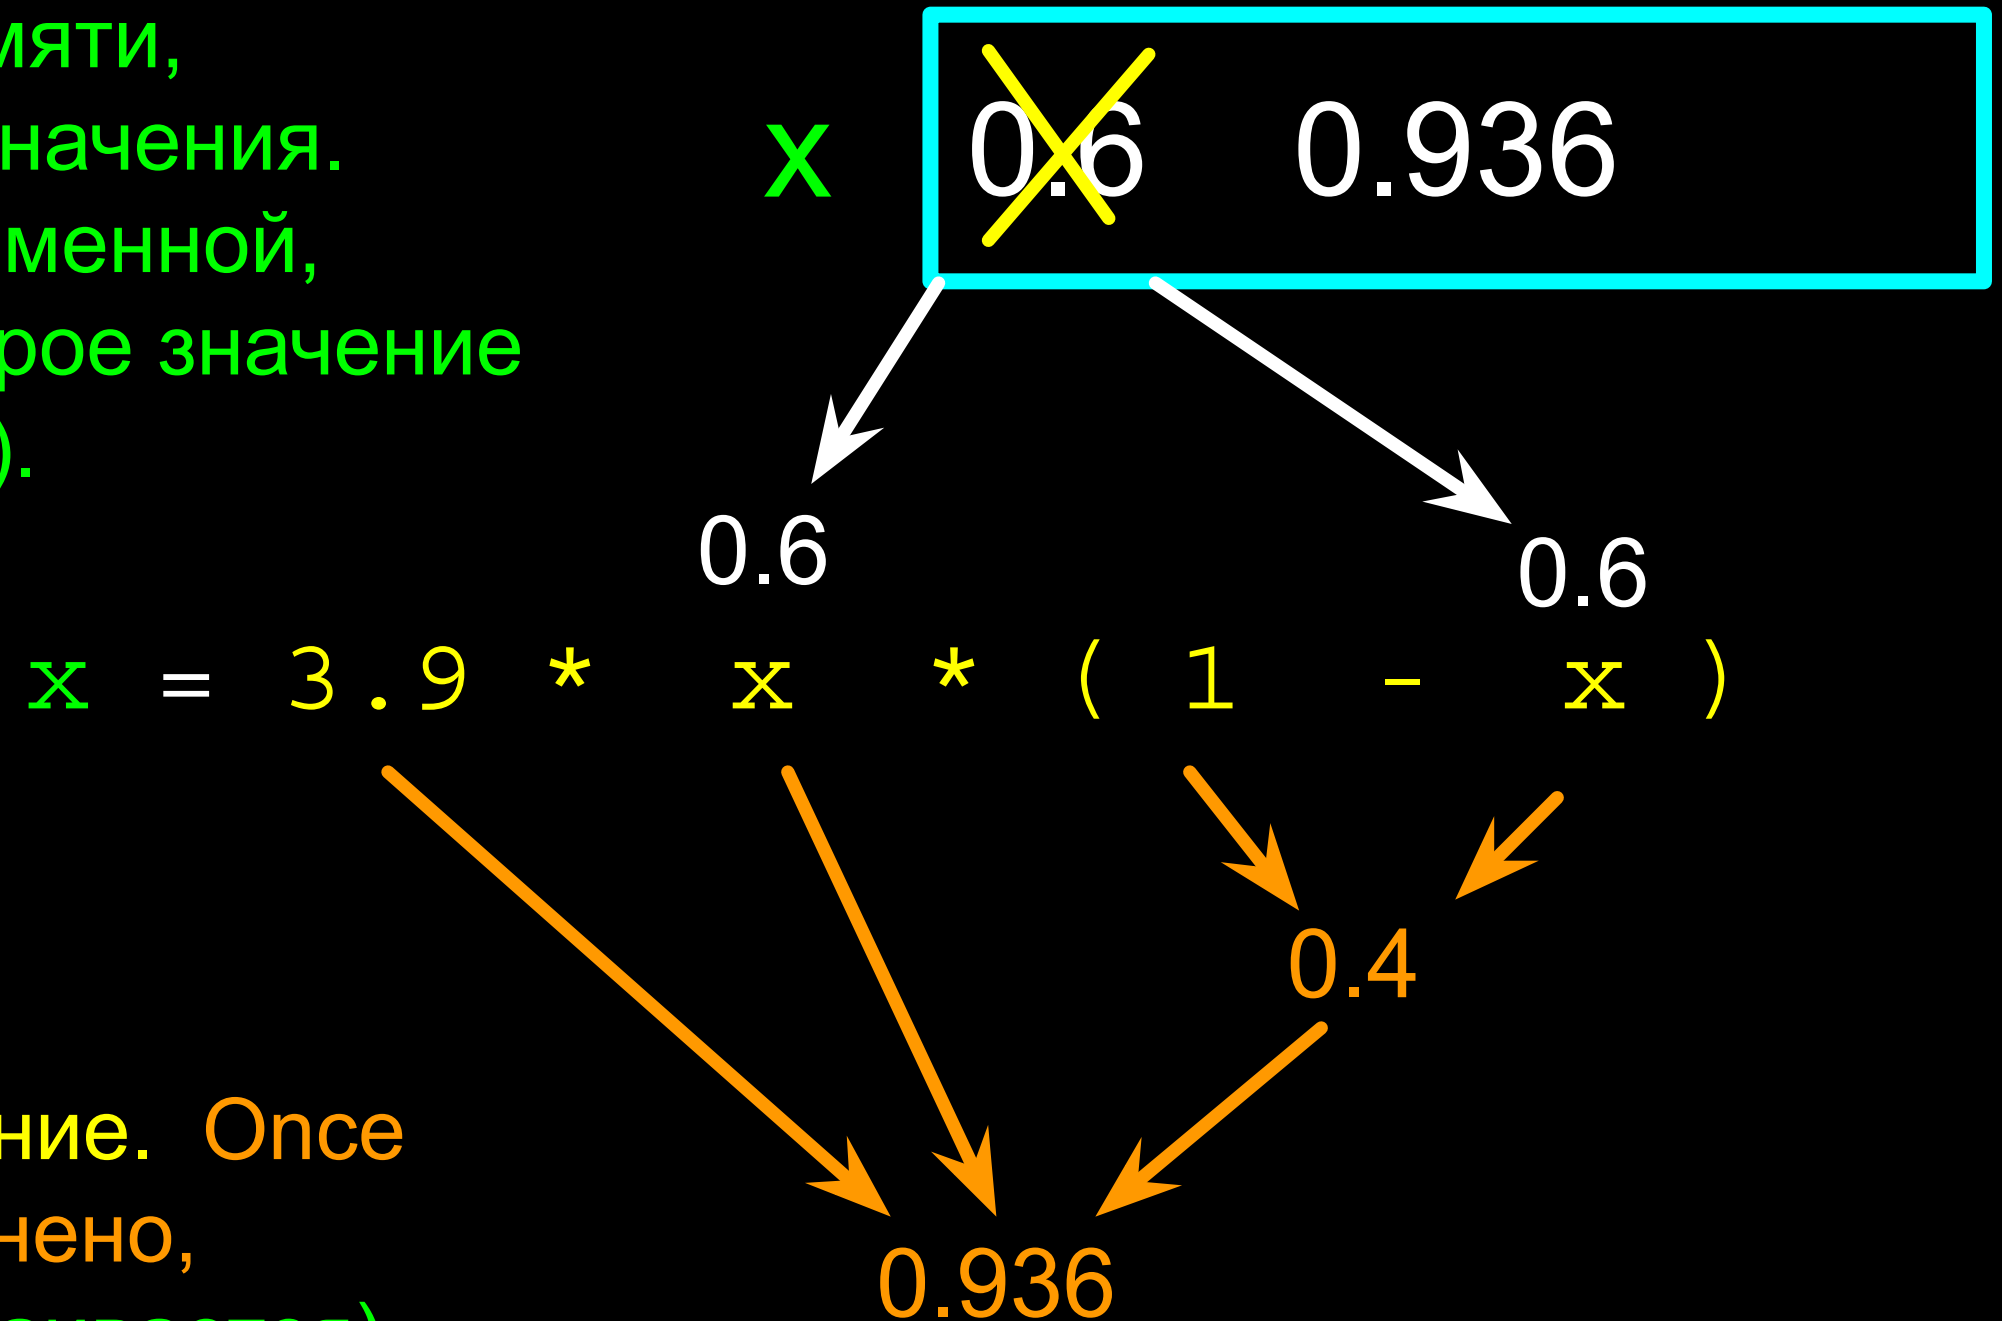 мяти,
начения.
x 0.6 0.936
менной,
рое значение
).
0.6 0.6
x = 3.9 * x * ( 1 - x )
0.4
ние. Once
нено,
0.936